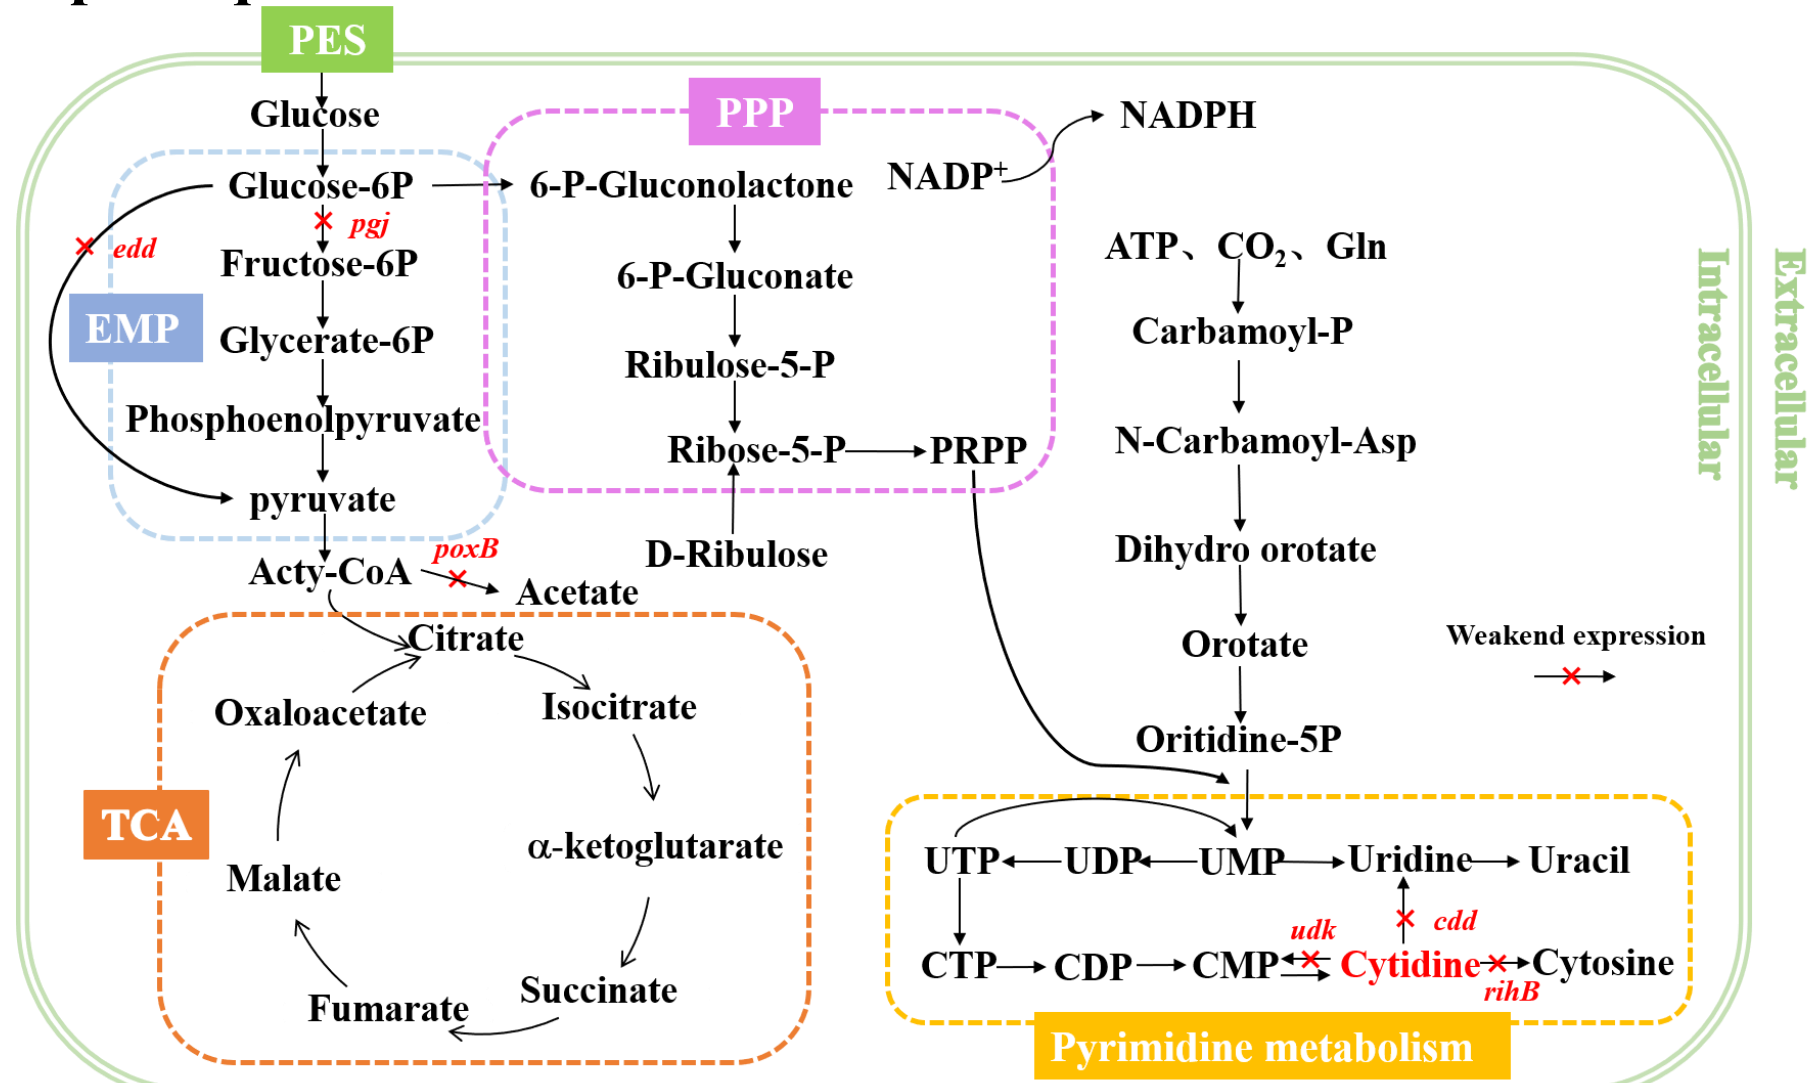 PES
Glucose
Glucose-6P
pgj
edd
Fructose-6P
EMP
Glycerate-6P
Phosphoenolpyruvate
pyruvate
Acty-CoA
poxB
Acetate
PPP
6-P-Gluconolactone
NADP+
NADPH
6-P-Gluconate
Ribulose-5-P
Ribose-5-P
PRPP
D-Ribulose
ATP、CO2、Gln
Carbamoyl-P
N-Carbamoyl-Asp
Dihydro orotate
Orotate
Oritidine-5P
Intracellular
Extracellular
Weakend expression
Citrate
Oxaloacetate
Isocitrate
TCA
α-ketoglutarate
Malate
Succinate
Fumarate
UTP
UDP
UMP
Uridine
Uracil
udk
cdd
CTP
CDP
CMP
Cytidine
Cytosine
rihB
Pyrimidine metabolism